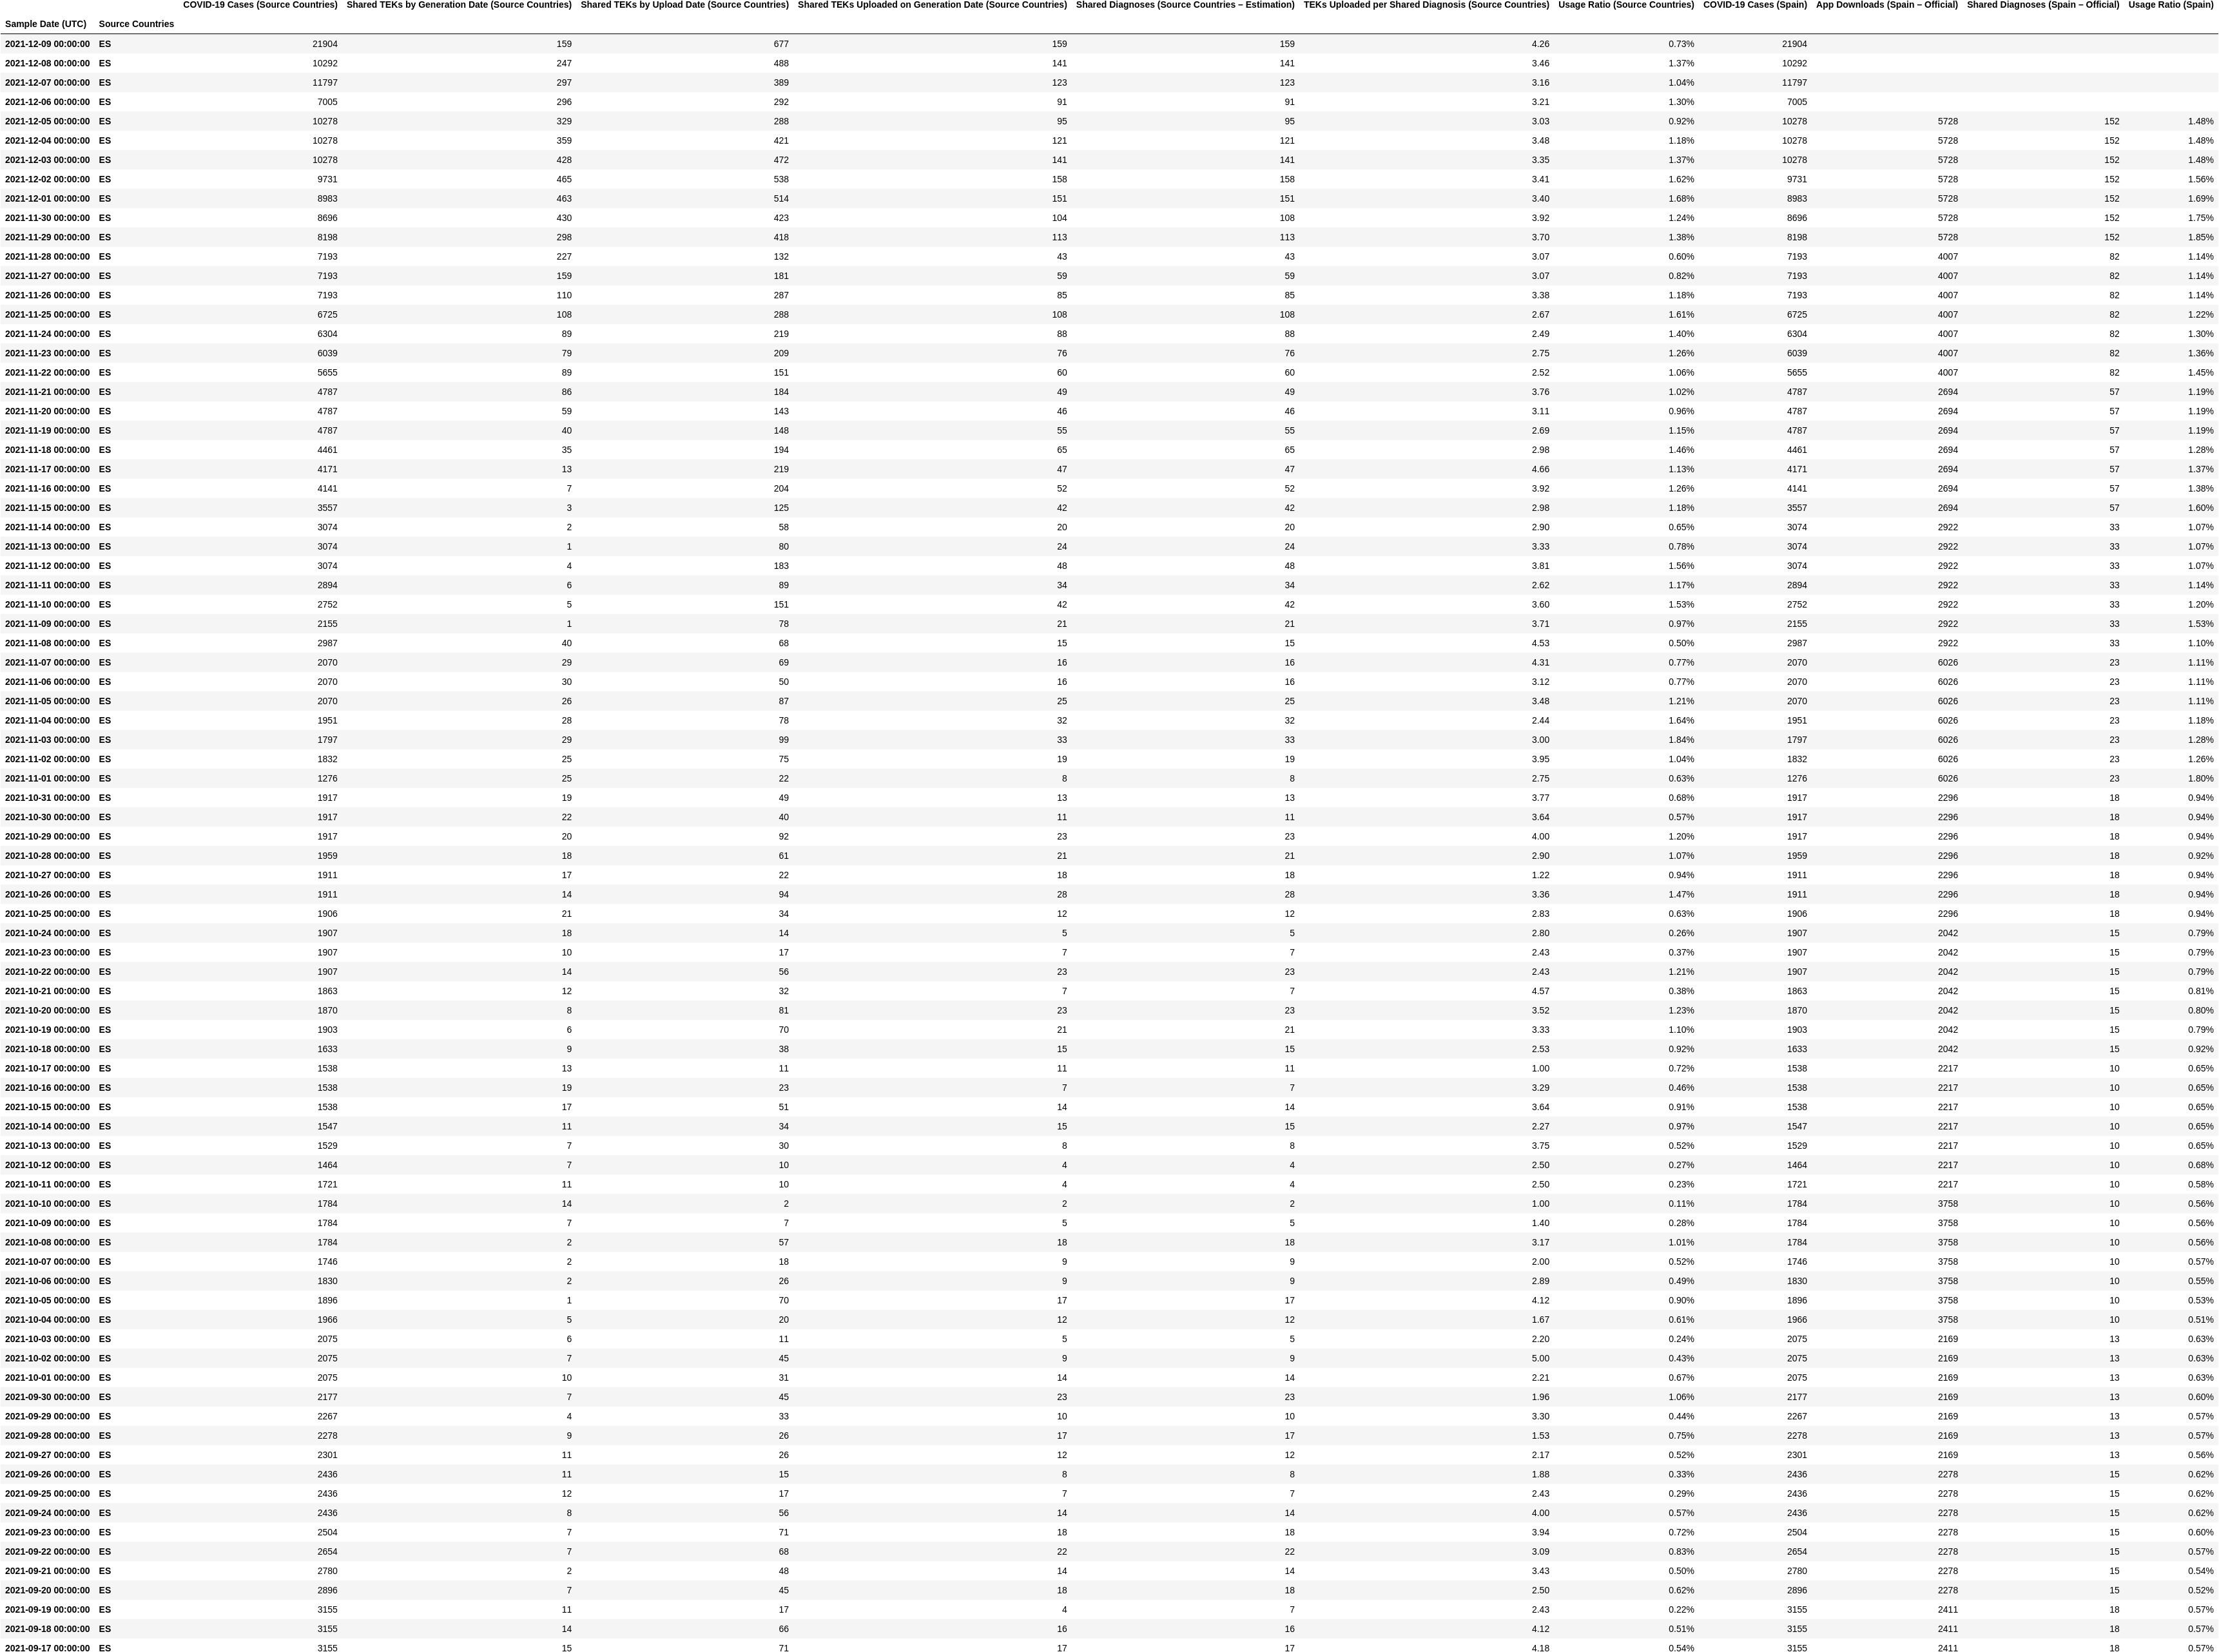 COVID-19 Cases (Source Countries) Shared TEKs by Generation Date (Source Countries) Shared TEKs by Upload Date (Source Countries) Shared TEKs Uploaded on Generation Date (Source Countries) Shared Diagnoses (Source Countries – Estimation) TEKs Uploaded per Shared Diagnosis (Source Countries) Usage Ratio (Source Countries) COVID-19 Cases (Spain) App Downloads (Spain – Official) Shared Diagnoses (Spain – Official) Usage Ratio (Spain)
Sample Date (UTC) Source Countries
2021-12-09 00:00:00 ES 21904 159 677 159 159 4.26 0.73% 21904
2021-12-08 00:00:00 ES 10292 247 488 141 141 3.46 1.37% 10292
2021-12-07 00:00:00 ES 11797 297 389 123 123 3.16 1.04% 11797
2021-12-06 00:00:00 ES 7005 296 292 91 91 3.21 1.30% 7005
2021-12-05 00:00:00 ES 10278 329 288 95 95 3.03 0.92% 10278 5728 152 1.48%
2021-12-04 00:00:00 ES 10278 359 421 121 121 3.48 1.18% 10278 5728 152 1.48%
2021-12-03 00:00:00 ES 10278 428 472 141 141 3.35 1.37% 10278 5728 152 1.48%
2021-12-02 00:00:00 ES 9731 465 538 158 158 3.41 1.62% 9731 5728 152 1.56%
2021-12-01 00:00:00 ES 8983 463 514 151 151 3.40 1.68% 8983 5728 152 1.69%
2021-11-30 00:00:00 ES 8696 430 423 104 108 3.92 1.24% 8696 5728 152 1.75%
2021-11-29 00:00:00 ES 8198 298 418 113 113 3.70 1.38% 8198 5728 152 1.85%
2021-11-28 00:00:00 ES 7193 227 132 43 43 3.07 0.60% 7193 4007 82 1.14%
2021-11-27 00:00:00 ES 7193 159 181 59 59 3.07 0.82% 7193 4007 82 1.14%
2021-11-26 00:00:00 ES 7193 110 287 85 85 3.38 1.18% 7193 4007 82 1.14%
2021-11-25 00:00:00 ES 6725 108 288 108 108 2.67 1.61% 6725 4007 82 1.22%
2021-11-24 00:00:00 ES 6304 89 219 88 88 2.49 1.40% 6304 4007 82 1.30%
2021-11-23 00:00:00 ES 6039 79 209 76 76 2.75 1.26% 6039 4007 82 1.36%
2021-11-22 00:00:00 ES 5655 89 151 60 60 2.52 1.06% 5655 4007 82 1.45%
2021-11-21 00:00:00 ES 4787 86 184 49 49 3.76 1.02% 4787 2694 57 1.19%
2021-11-20 00:00:00 ES 4787 59 143 46 46 3.11 0.96% 4787 2694 57 1.19%
2021-11-19 00:00:00 ES 4787 40 148 55 55 2.69 1.15% 4787 2694 57 1.19%
2021-11-18 00:00:00 ES 4461 35 194 65 65 2.98 1.46% 4461 2694 57 1.28%
2021-11-17 00:00:00 ES 4171 13 219 47 47 4.66 1.13% 4171 2694 57 1.37%
2021-11-16 00:00:00 ES 4141 7 204 52 52 3.92 1.26% 4141 2694 57 1.38%
2021-11-15 00:00:00 ES 3557 3 125 42 42 2.98 1.18% 3557 2694 57 1.60%
2021-11-14 00:00:00 ES 3074 2 58 20 20 2.90 0.65% 3074 2922 33 1.07%
2021-11-13 00:00:00 ES 3074 1 80 24 24 3.33 0.78% 3074 2922 33 1.07%
2021-11-12 00:00:00 ES 3074 4 183 48 48 3.81 1.56% 3074 2922 33 1.07%
2021-11-11 00:00:00 ES 2894 6 89 34 34 2.62 1.17% 2894 2922 33 1.14%
2021-11-10 00:00:00 ES 2752 5 151 42 42 3.60 1.53% 2752 2922 33 1.20%
2021-11-09 00:00:00 ES 2155 1 78 21 21 3.71 0.97% 2155 2922 33 1.53%
2021-11-08 00:00:00 ES 2987 40 68 15 15 4.53 0.50% 2987 2922 33 1.10%
2021-11-07 00:00:00 ES 2070 29 69 16 16 4.31 0.77% 2070 6026 23 1.11%
2021-11-06 00:00:00 ES 2070 30 50 16 16 3.12 0.77% 2070 6026 23 1.11%
2021-11-05 00:00:00 ES 2070 26 87 25 25 3.48 1.21% 2070 6026 23 1.11%
2021-11-04 00:00:00 ES 1951 28 78 32 32 2.44 1.64% 1951 6026 23 1.18%
2021-11-03 00:00:00 ES 1797 29 99 33 33 3.00 1.84% 1797 6026 23 1.28%
2021-11-02 00:00:00 ES 1832 25 75 19 19 3.95 1.04% 1832 6026 23 1.26%
2021-11-01 00:00:00 ES 1276 25 22 8 8 2.75 0.63% 1276 6026 23 1.80%
2021-10-31 00:00:00 ES 1917 19 49 13 13 3.77 0.68% 1917 2296 18 0.94%
2021-10-30 00:00:00 ES 1917 22 40 11 11 3.64 0.57% 1917 2296 18 0.94%
2021-10-29 00:00:00 ES 1917 20 92 23 23 4.00 1.20% 1917 2296 18 0.94%
2021-10-28 00:00:00 ES 1959 18 61 21 21 2.90 1.07% 1959 2296 18 0.92%
2021-10-27 00:00:00 ES 1911 17 22 18 18 1.22 0.94% 1911 2296 18 0.94%
2021-10-26 00:00:00 ES 1911 14 94 28 28 3.36 1.47% 1911 2296 18 0.94%
2021-10-25 00:00:00 ES 1906 21 34 12 12 2.83 0.63% 1906 2296 18 0.94%
2021-10-24 00:00:00 ES 1907 18 14 5 5 2.80 0.26% 1907 2042 15 0.79%
2021-10-23 00:00:00 ES 1907 10 17 7 7 2.43 0.37% 1907 2042 15 0.79%
2021-10-22 00:00:00 ES 1907 14 56 23 23 2.43 1.21% 1907 2042 15 0.79%
2021-10-21 00:00:00 ES 1863 12 32 7 7 4.57 0.38% 1863 2042 15 0.81%
2021-10-20 00:00:00 ES 1870 8 81 23 23 3.52 1.23% 1870 2042 15 0.80%
2021-10-19 00:00:00 ES 1903 6 70 21 21 3.33 1.10% 1903 2042 15 0.79%
2021-10-18 00:00:00 ES 1633 9 38 15 15 2.53 0.92% 1633 2042 15 0.92%
2021-10-17 00:00:00 ES 1538 13 11 11 11 1.00 0.72% 1538 2217 10 0.65%
2021-10-16 00:00:00 ES 1538 19 23 7 7 3.29 0.46% 1538 2217 10 0.65%
2021-10-15 00:00:00 ES 1538 17 51 14 14 3.64 0.91% 1538 2217 10 0.65%
2021-10-14 00:00:00 ES 1547 11 34 15 15 2.27 0.97% 1547 2217 10 0.65%
2021-10-13 00:00:00 ES 1529 7 30 8 8 3.75 0.52% 1529 2217 10 0.65%
2021-10-12 00:00:00 ES 1464 7 10 4 4 2.50 0.27% 1464 2217 10 0.68%
2021-10-11 00:00:00 ES 1721 11 10 4 4 2.50 0.23% 1721 2217 10 0.58%
2021-10-10 00:00:00 ES 1784 14 2 2 2 1.00 0.11% 1784 3758 10 0.56%
2021-10-09 00:00:00 ES 1784 7 7 5 5 1.40 0.28% 1784 3758 10 0.56%
2021-10-08 00:00:00 ES 1784 2 57 18 18 3.17 1.01% 1784 3758 10 0.56%
2021-10-07 00:00:00 ES 1746 2 18 9 9 2.00 0.52% 1746 3758 10 0.57%
2021-10-06 00:00:00 ES 1830 2 26 9 9 2.89 0.49% 1830 3758 10 0.55%
2021-10-05 00:00:00 ES 1896 1 70 17 17 4.12 0.90% 1896 3758 10 0.53%
2021-10-04 00:00:00 ES 1966 5 20 12 12 1.67 0.61% 1966 3758 10 0.51%
2021-10-03 00:00:00 ES 2075 6 11 5 5 2.20 0.24% 2075 2169 13 0.63%
2021-10-02 00:00:00 ES 2075 7 45 9 9 5.00 0.43% 2075 2169 13 0.63%
2021-10-01 00:00:00 ES 2075 10 31 14 14 2.21 0.67% 2075 2169 13 0.63%
2021-09-30 00:00:00 ES 2177 7 45 23 23 1.96 1.06% 2177 2169 13 0.60%
2021-09-29 00:00:00 ES 2267 4 33 10 10 3.30 0.44% 2267 2169 13 0.57%
2021-09-28 00:00:00 ES 2278 9 26 17 17 1.53 0.75% 2278 2169 13 0.57%
2021-09-27 00:00:00 ES 2301 11 26 12 12 2.17 0.52% 2301 2169 13 0.56%
2021-09-26 00:00:00 ES 2436 11 15 8 8 1.88 0.33% 2436 2278 15 0.62%
2021-09-25 00:00:00 ES 2436 12 17 7 7 2.43 0.29% 2436 2278 15 0.62%
2021-09-24 00:00:00 ES 2436 8 56 14 14 4.00 0.57% 2436 2278 15 0.62%
2021-09-23 00:00:00 ES 2504 7 71 18 18 3.94 0.72% 2504 2278 15 0.60%
2021-09-22 00:00:00 ES 2654 7 68 22 22 3.09 0.83% 2654 2278 15 0.57%
2021-09-21 00:00:00 ES 2780 2 48 14 14 3.43 0.50% 2780 2278 15 0.54%
2021-09-20 00:00:00 ES 2896 7 45 18 18 2.50 0.62% 2896 2278 15 0.52%
2021-09-19 00:00:00 ES 3155 11 17 4 7 2.43 0.22% 3155 2411 18 0.57%
2021-09-18 00:00:00 ES 3155 14 66 16 16 4.12 0.51% 3155 2411 18 0.57%
2021-09-17 00:00:00 ES 3155 15 71 17 17 4.18 0.54% 3155 2411 18 0.57%